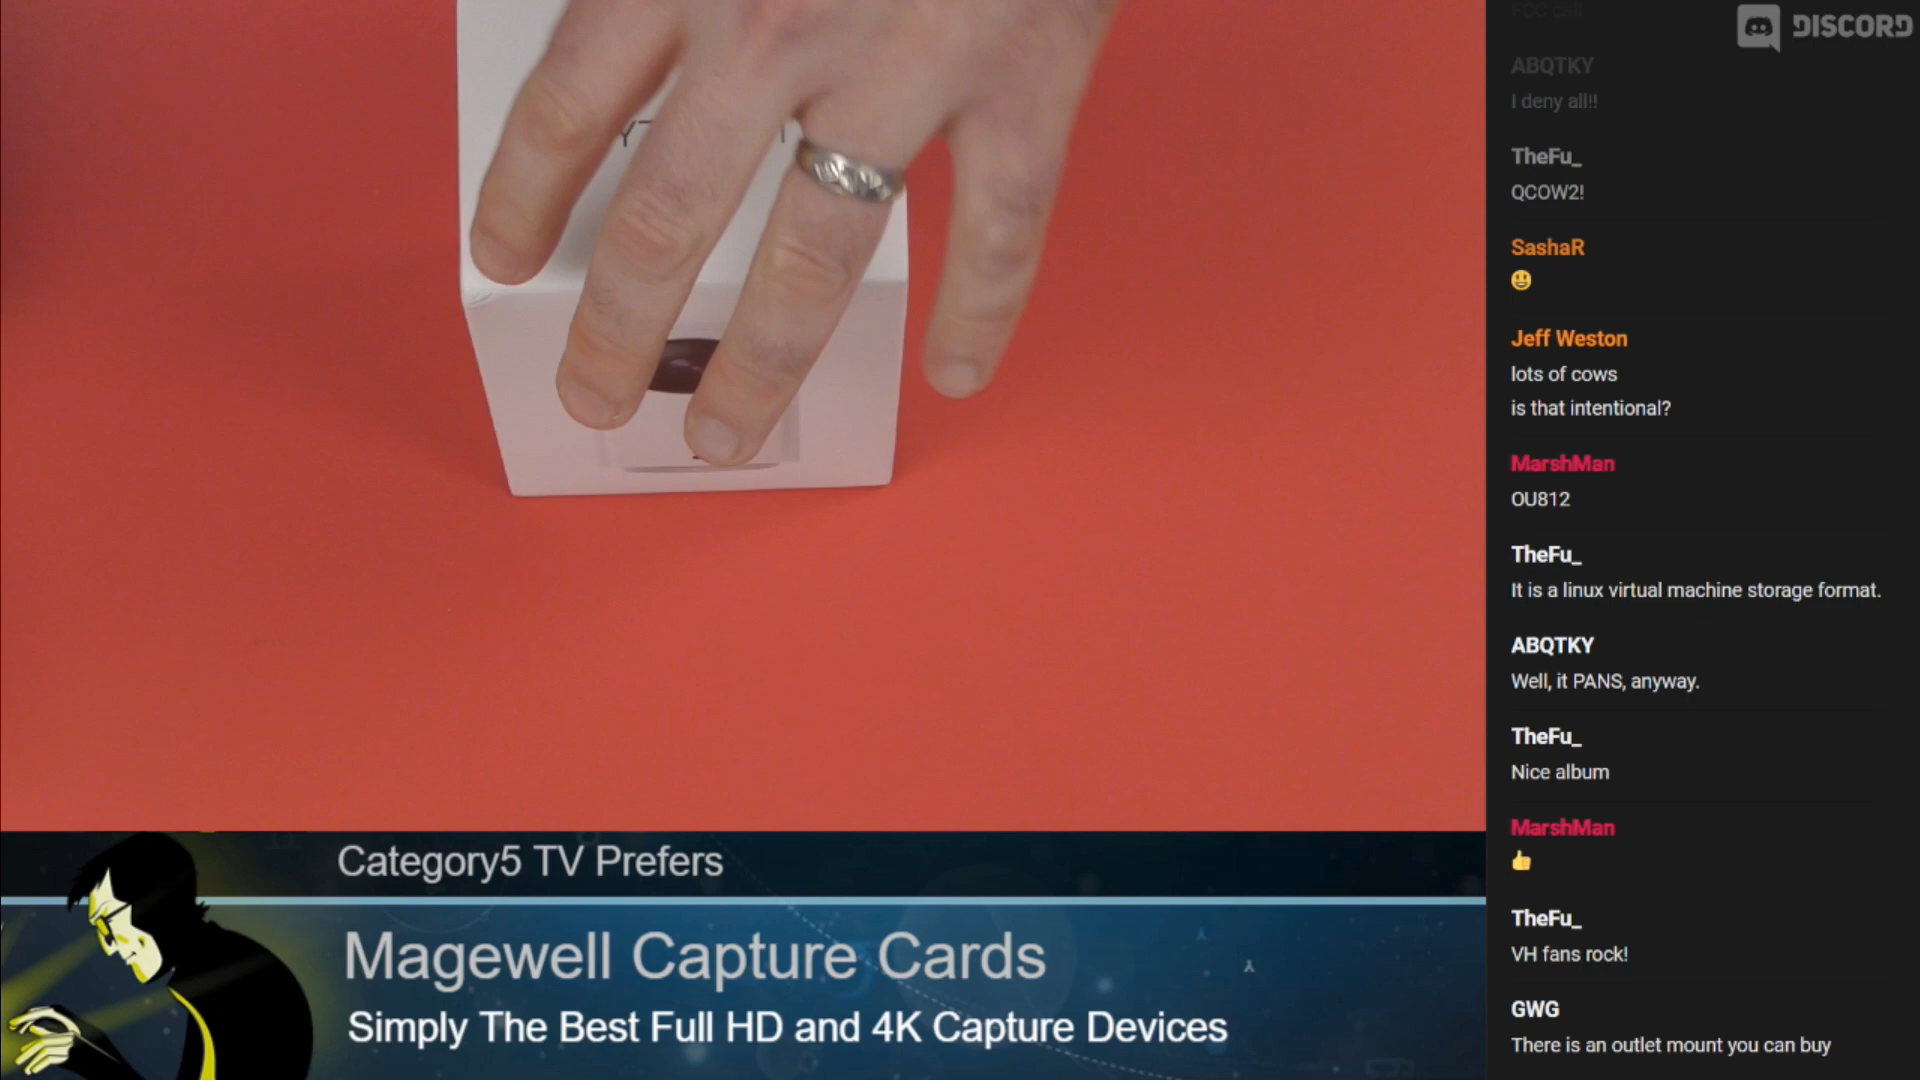 FCC call
DISCORD
ABQTKY
I deny all!!
TheFu_
QCOW2!
SashaR
Jeff Weston
lots of cows
is that intentional?
MarshMan
OU812
TheFu_
It is a linux virtual machine storage format.
ABQTKY
Well, it PANS, anyway.
TheFu_
Nice album
MarshMan
TheFu_
VH fans rock!
GWG
There is an outlet mount you can buy
Category5 TV Prefers
Magewell Capture Cards
Simply The Best Full HD and 4K Capture Devices